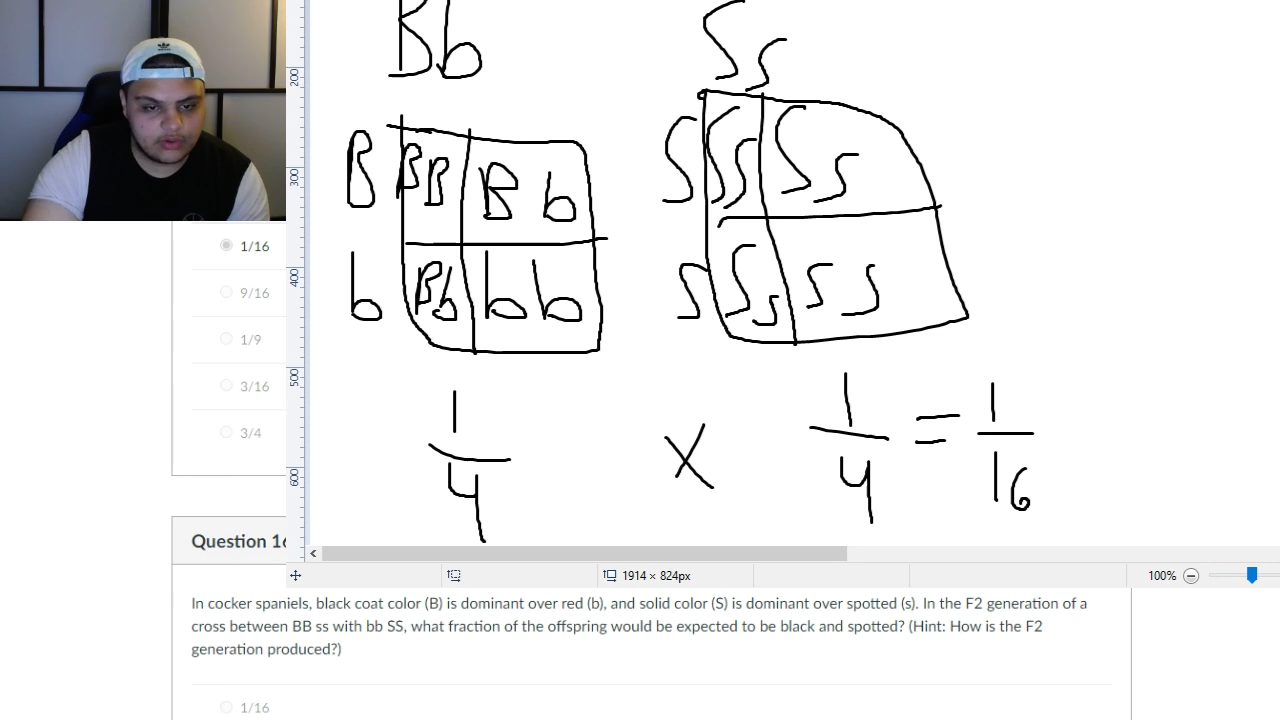 Bb
Ss
B BB Bb
b Bb bb
S SS Ss
s Ss ss
1/4 x 1/4 = 1/16
200
300
400
500
600
adidas
1/16
9/16
1/9
3/16
3/4
1914 × 824px
100%
Question 16
In cocker spaniels, black coat color (B) is dominant over red (b), and solid color (S) is dominant over spotted (s). In the F2 generation of a
cross between BB ss with bb SS, what fraction of the offspring would be expected to be black and spotted? (Hint: How is the F2
generation produced?)
1/16